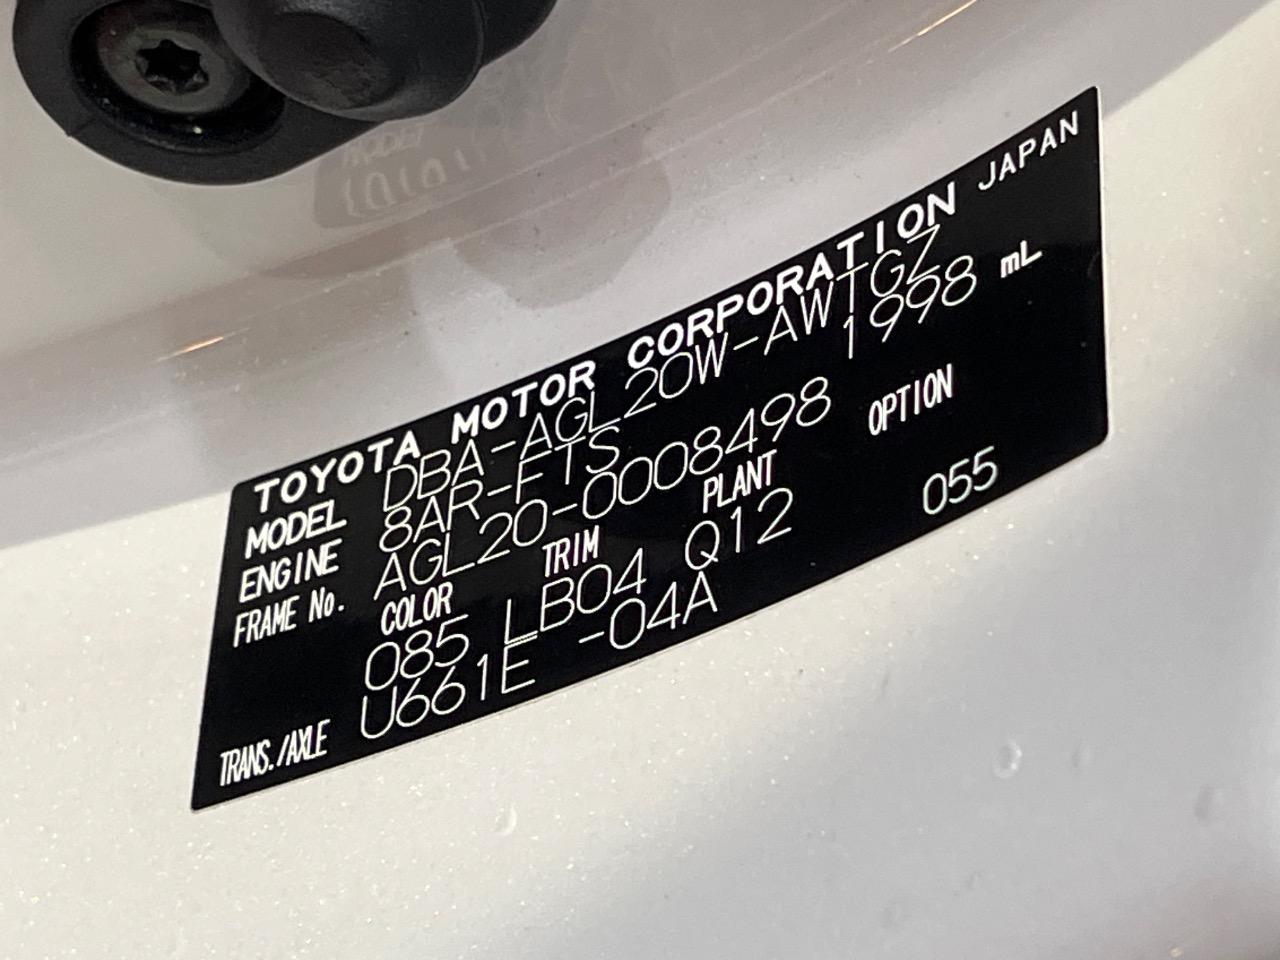 TOYOTA MOTOR CORPORATION JAPAN
MODEL DBA-AGL20W-AWTGZ
ENGINE 8AR-FTS 1998 mL
FRAME No. AGL20-0008498
COLOR TRIM PLANT OPTION
085 LB04 Q12 055
TRANS./AXLE U661E -04A